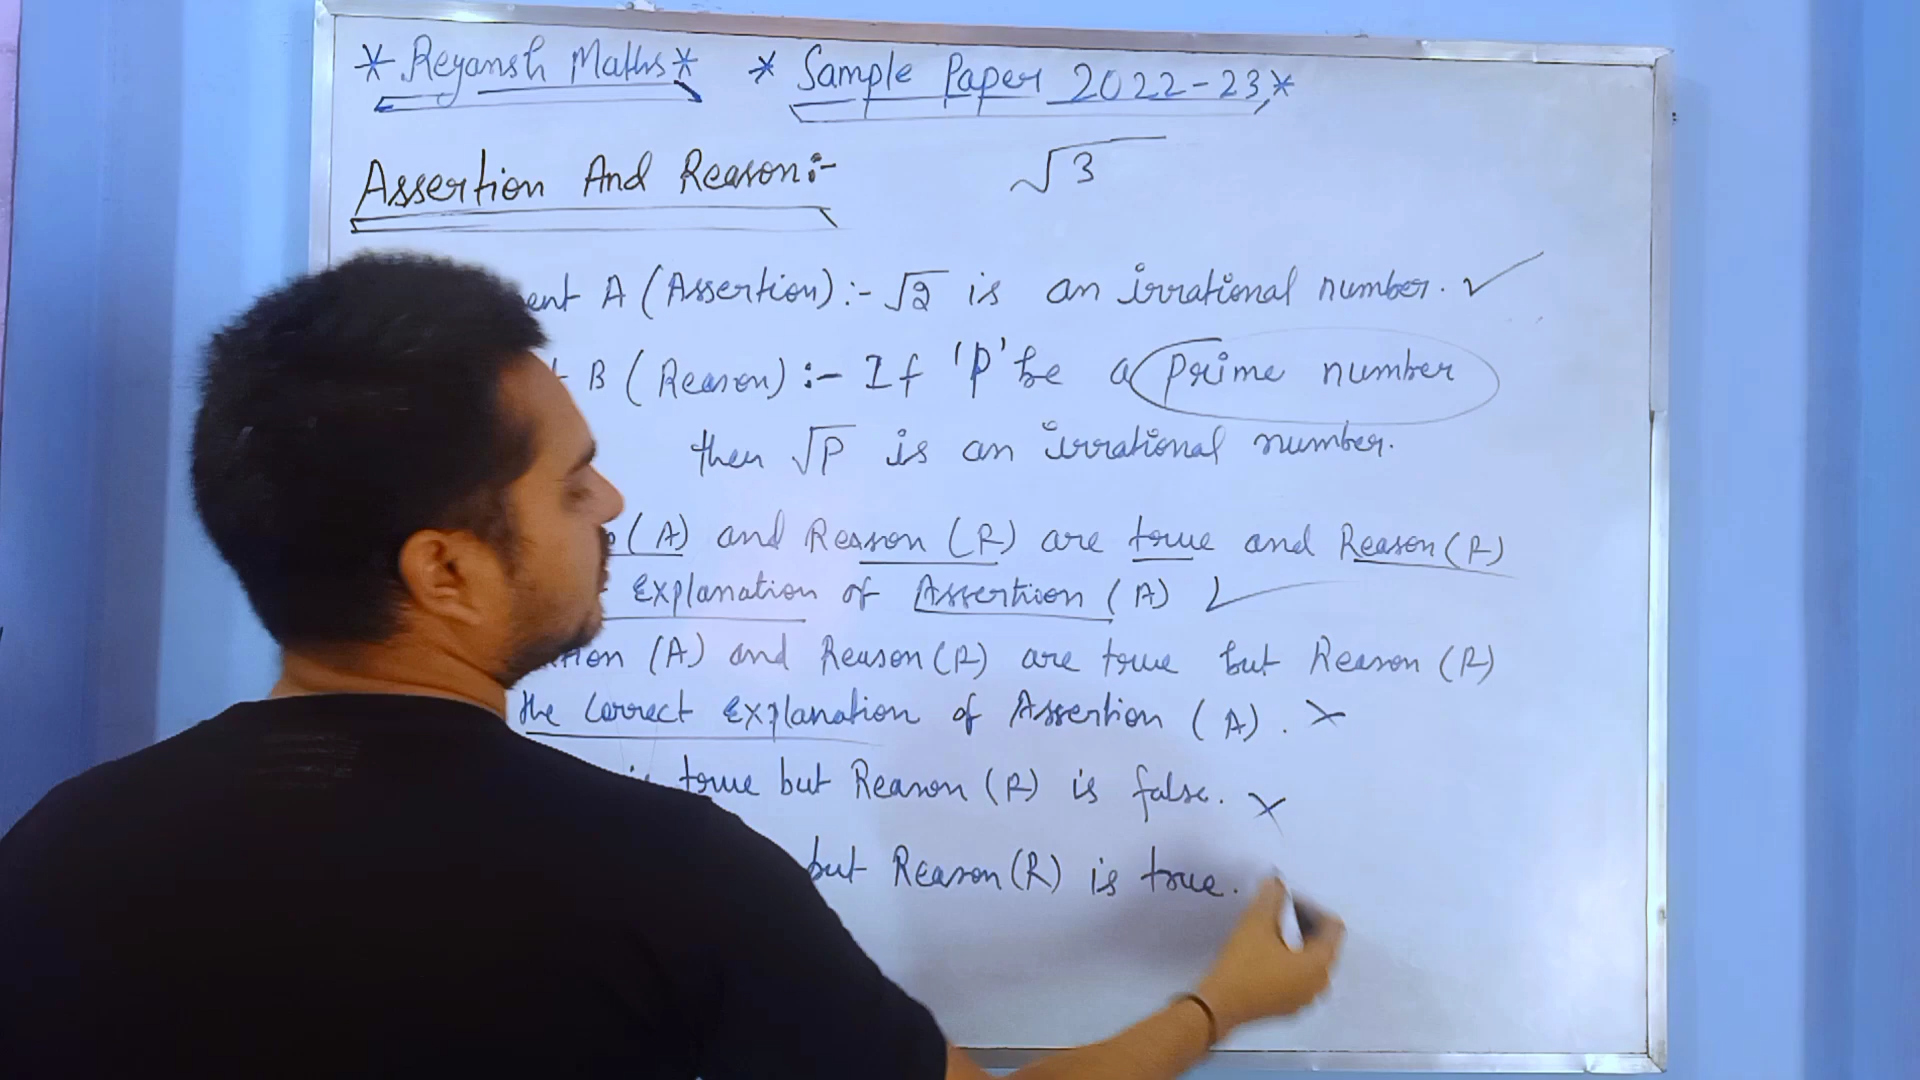 * Reyansh Maths * * Sample Paper 2022-23 *
Assertion And Reason:-
√3
A (Assertion):- √2 is an irrational number. ✓
B (Reason):- If 'P' be a prime number
then √P is an irrational number.
(A) and Reason (R) are true and Reason (R)
Explanation of Assertion (A) ✓
(A) and Reason (R) are true but Reason (R)
the correct explanation of Assertion (A). ×
is true but Reason (R) is false. ×
but Reason (R) is true.